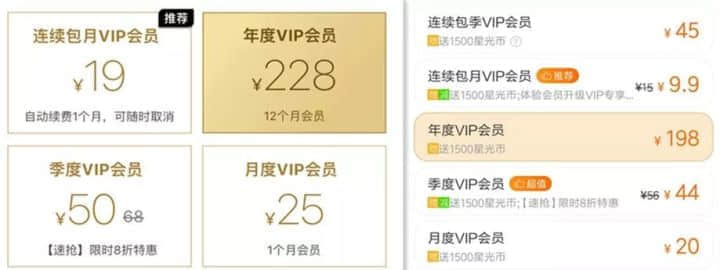 推荐
连续包月VIP会员
¥19
自动续费1个月，可随时取消
年度VIP会员
¥228
12个月会员
季度VIP会员
¥50 68
【速抢】限时8折特惠
月度VIP会员
¥25
1个月会员
连续包季VIP会员
赠送1500星光币 ?
¥45
连续包月VIP会员 推荐
赠减送1500星光币;体验会员升级VIP专享...
¥15 ¥9.9
年度VIP会员
赠送1500星光币
¥198
季度VIP会员 超值
赠减送1500星光币;【速抢】限时8折特惠
¥56 ¥44
月度VIP会员
赠送1500星光币
¥20